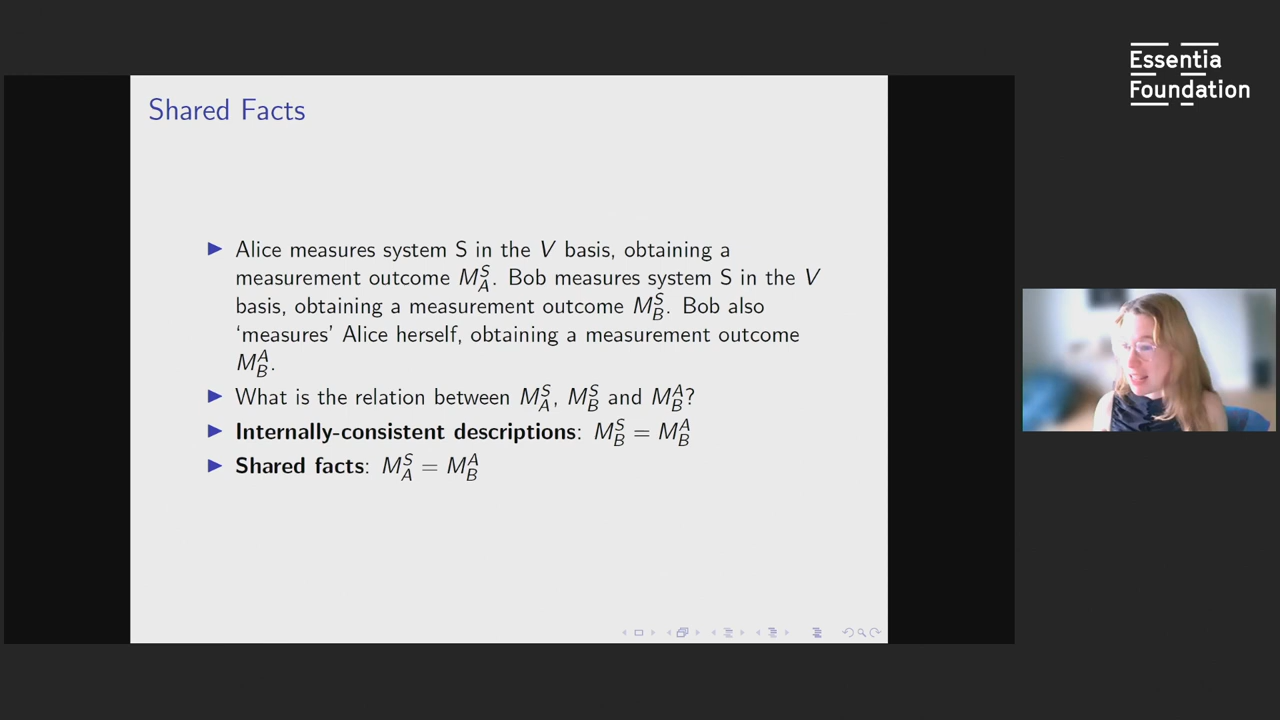 Essentia
Foundation
Shared Facts
▶ Alice measures system S in the V basis, obtaining a
measurement outcome M_A^S. Bob measures system S in the V
basis, obtaining a measurement outcome M_B^S. Bob also
‘measures’ Alice herself, obtaining a measurement outcome
M_B^A.
▶ What is the relation between M_A^S, M_B^S and M_B^A?
▶ Internally-consistent descriptions: M_B^S = M_B^A
▶ Shared facts: M_A^S = M_B^A